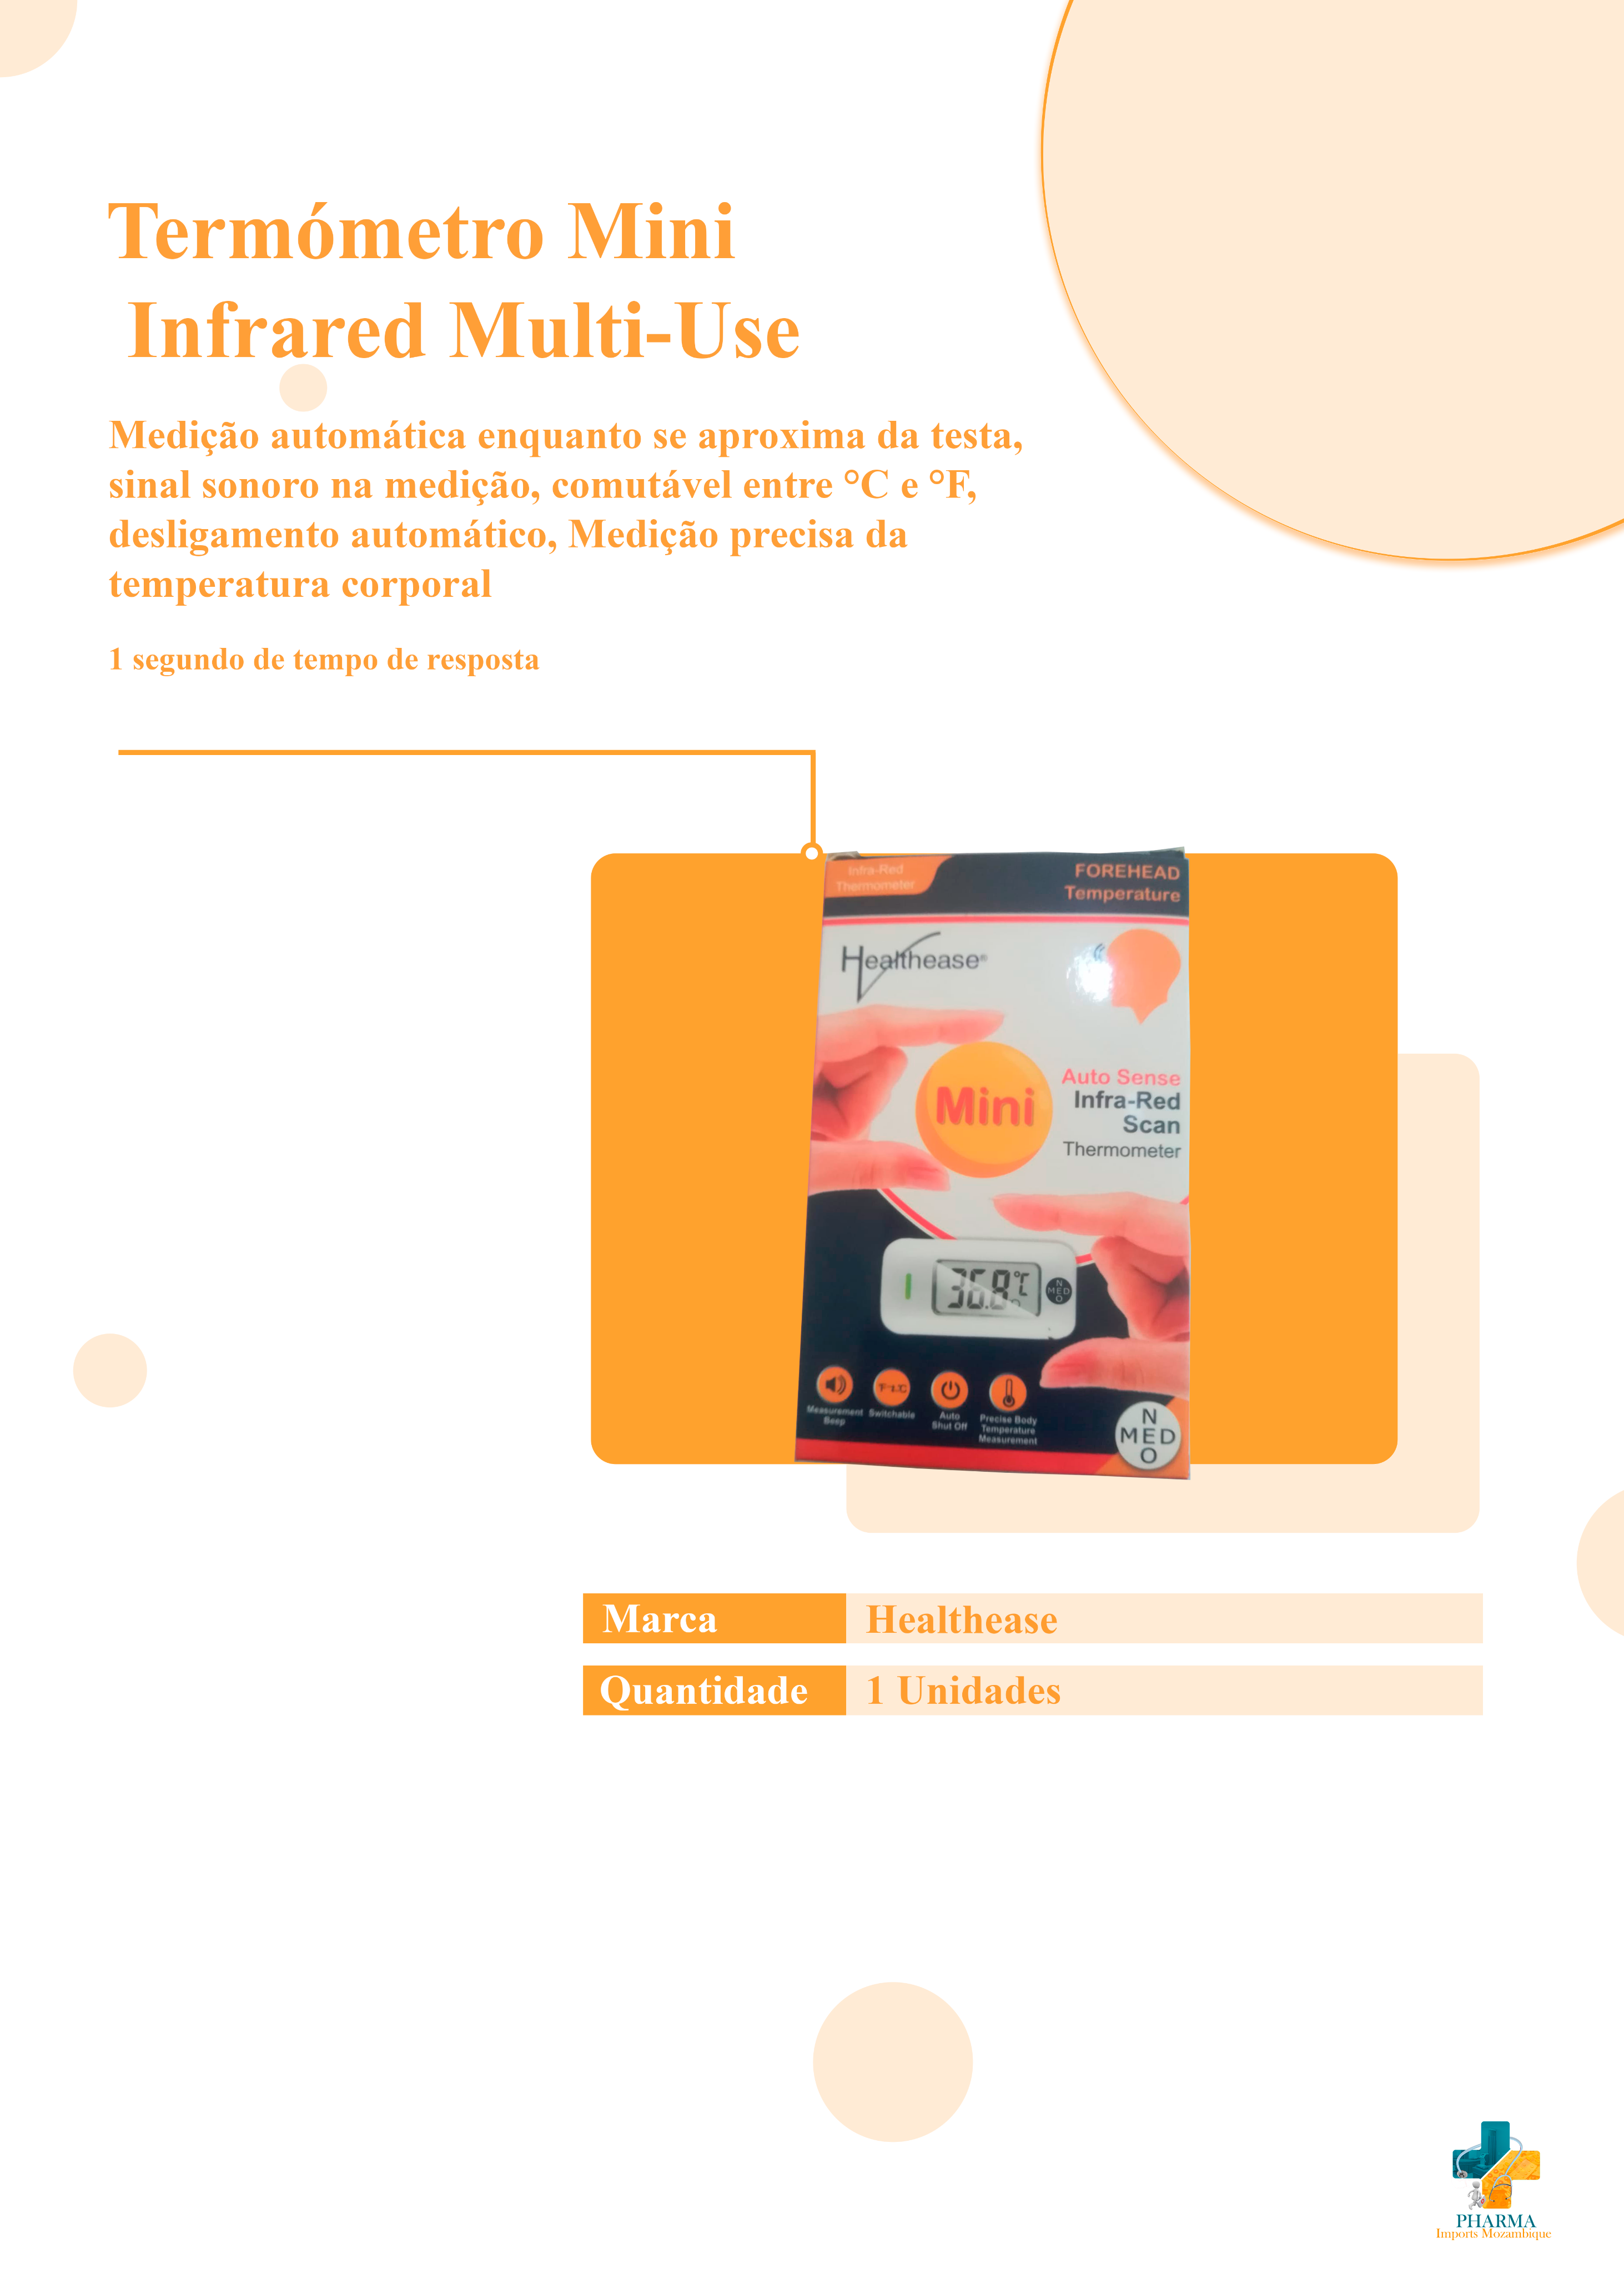 Termómetro Mini
Infrared Multi-Use
Medição automática enquanto se aproxima da testa,
sinal sonoro na medição, comutável entre °C e °F,
desligamento automático, Medição precisa da
temperatura corporal
1 segundo de tempo de resposta
Infra-Red
Thermometer
FOREHEAD
Temperature
Healthease®
Mini
Auto Sense
Infra-Red
Scan
Thermometer
36.8°C
N
MED
O
Measurement
Beep
Switchable
Auto
Shut Off
Precise Body
Temperature
Measurement
N
MED
O
Marca
Healthease
Quantidade
1 Unidades
PHARMA
Imports Mozambique